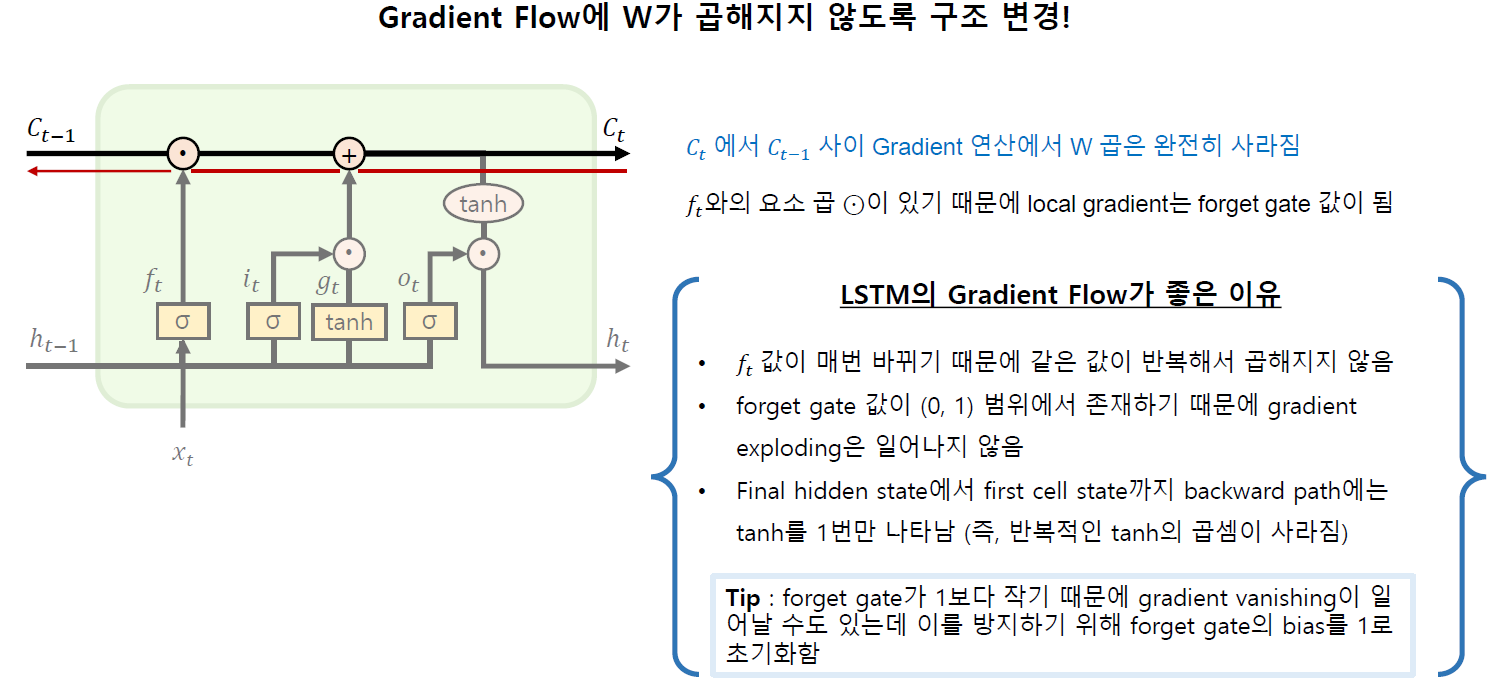 Gradient Flow에 W가 곱해지지 않도록 구조 변경!
C_{t-1}
C_t
tanh
f_t
i_t
g_t
o_t
σ
σ
tanh
σ
h_{t-1}
h_t
x_t
C_t 에서 C_{t-1} 사이 Gradient 연산에서 W 곱은 완전히 사라짐
f_t와의 요소 곱 ⊙이 있기 때문에 local gradient는 forget gate 값이 됨
LSTM의 Gradient Flow가 좋은 이유
• f_t 값이 매번 바뀌기 때문에 같은 값이 반복해서 곱해지지 않음
• forget gate 값이 (0, 1) 범위에서 존재하기 때문에 gradient
exploding은 일어나지 않음
• Final hidden state에서 first cell state까지 backward path에는
tanh를 1번만 나타남 (즉, 반복적인 tanh의 곱셈이 사라짐)
Tip : forget gate가 1보다 작기 때문에 gradient vanishing이 일
어날 수도 있는데 이를 방지하기 위해 forget gate의 bias를 1로
초기화함